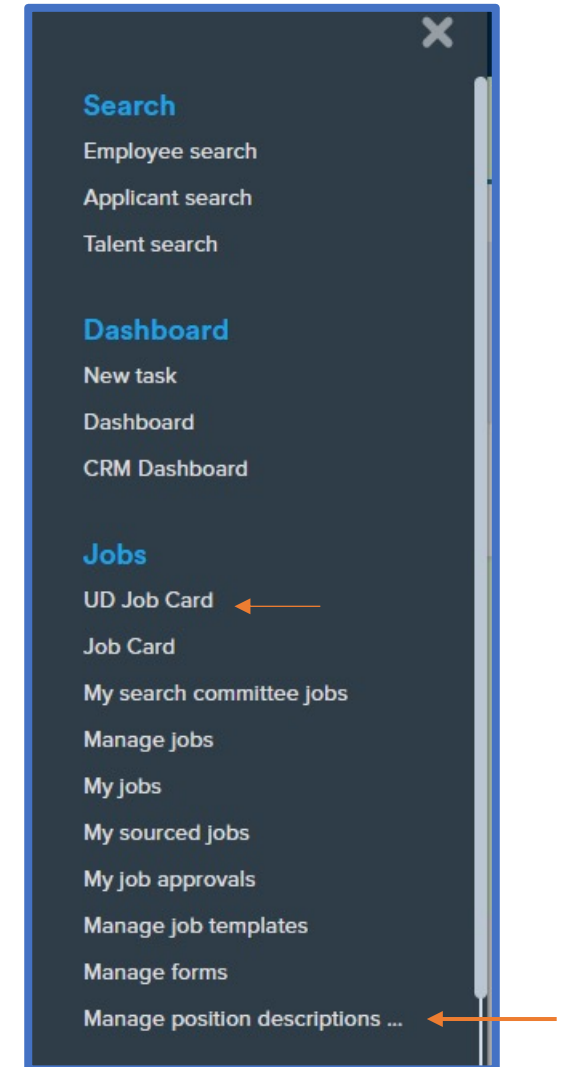 Search
Employee search
Applicant search
Talent search
Dashboard
New task
Dashboard
CRM Dashboard
Jobs
UD Job Card
Job Card
My search committee jobs
Manage jobs
My jobs
My sourced jobs
My job approvals
Manage job templates
Manage forms
Manage position descriptions ...